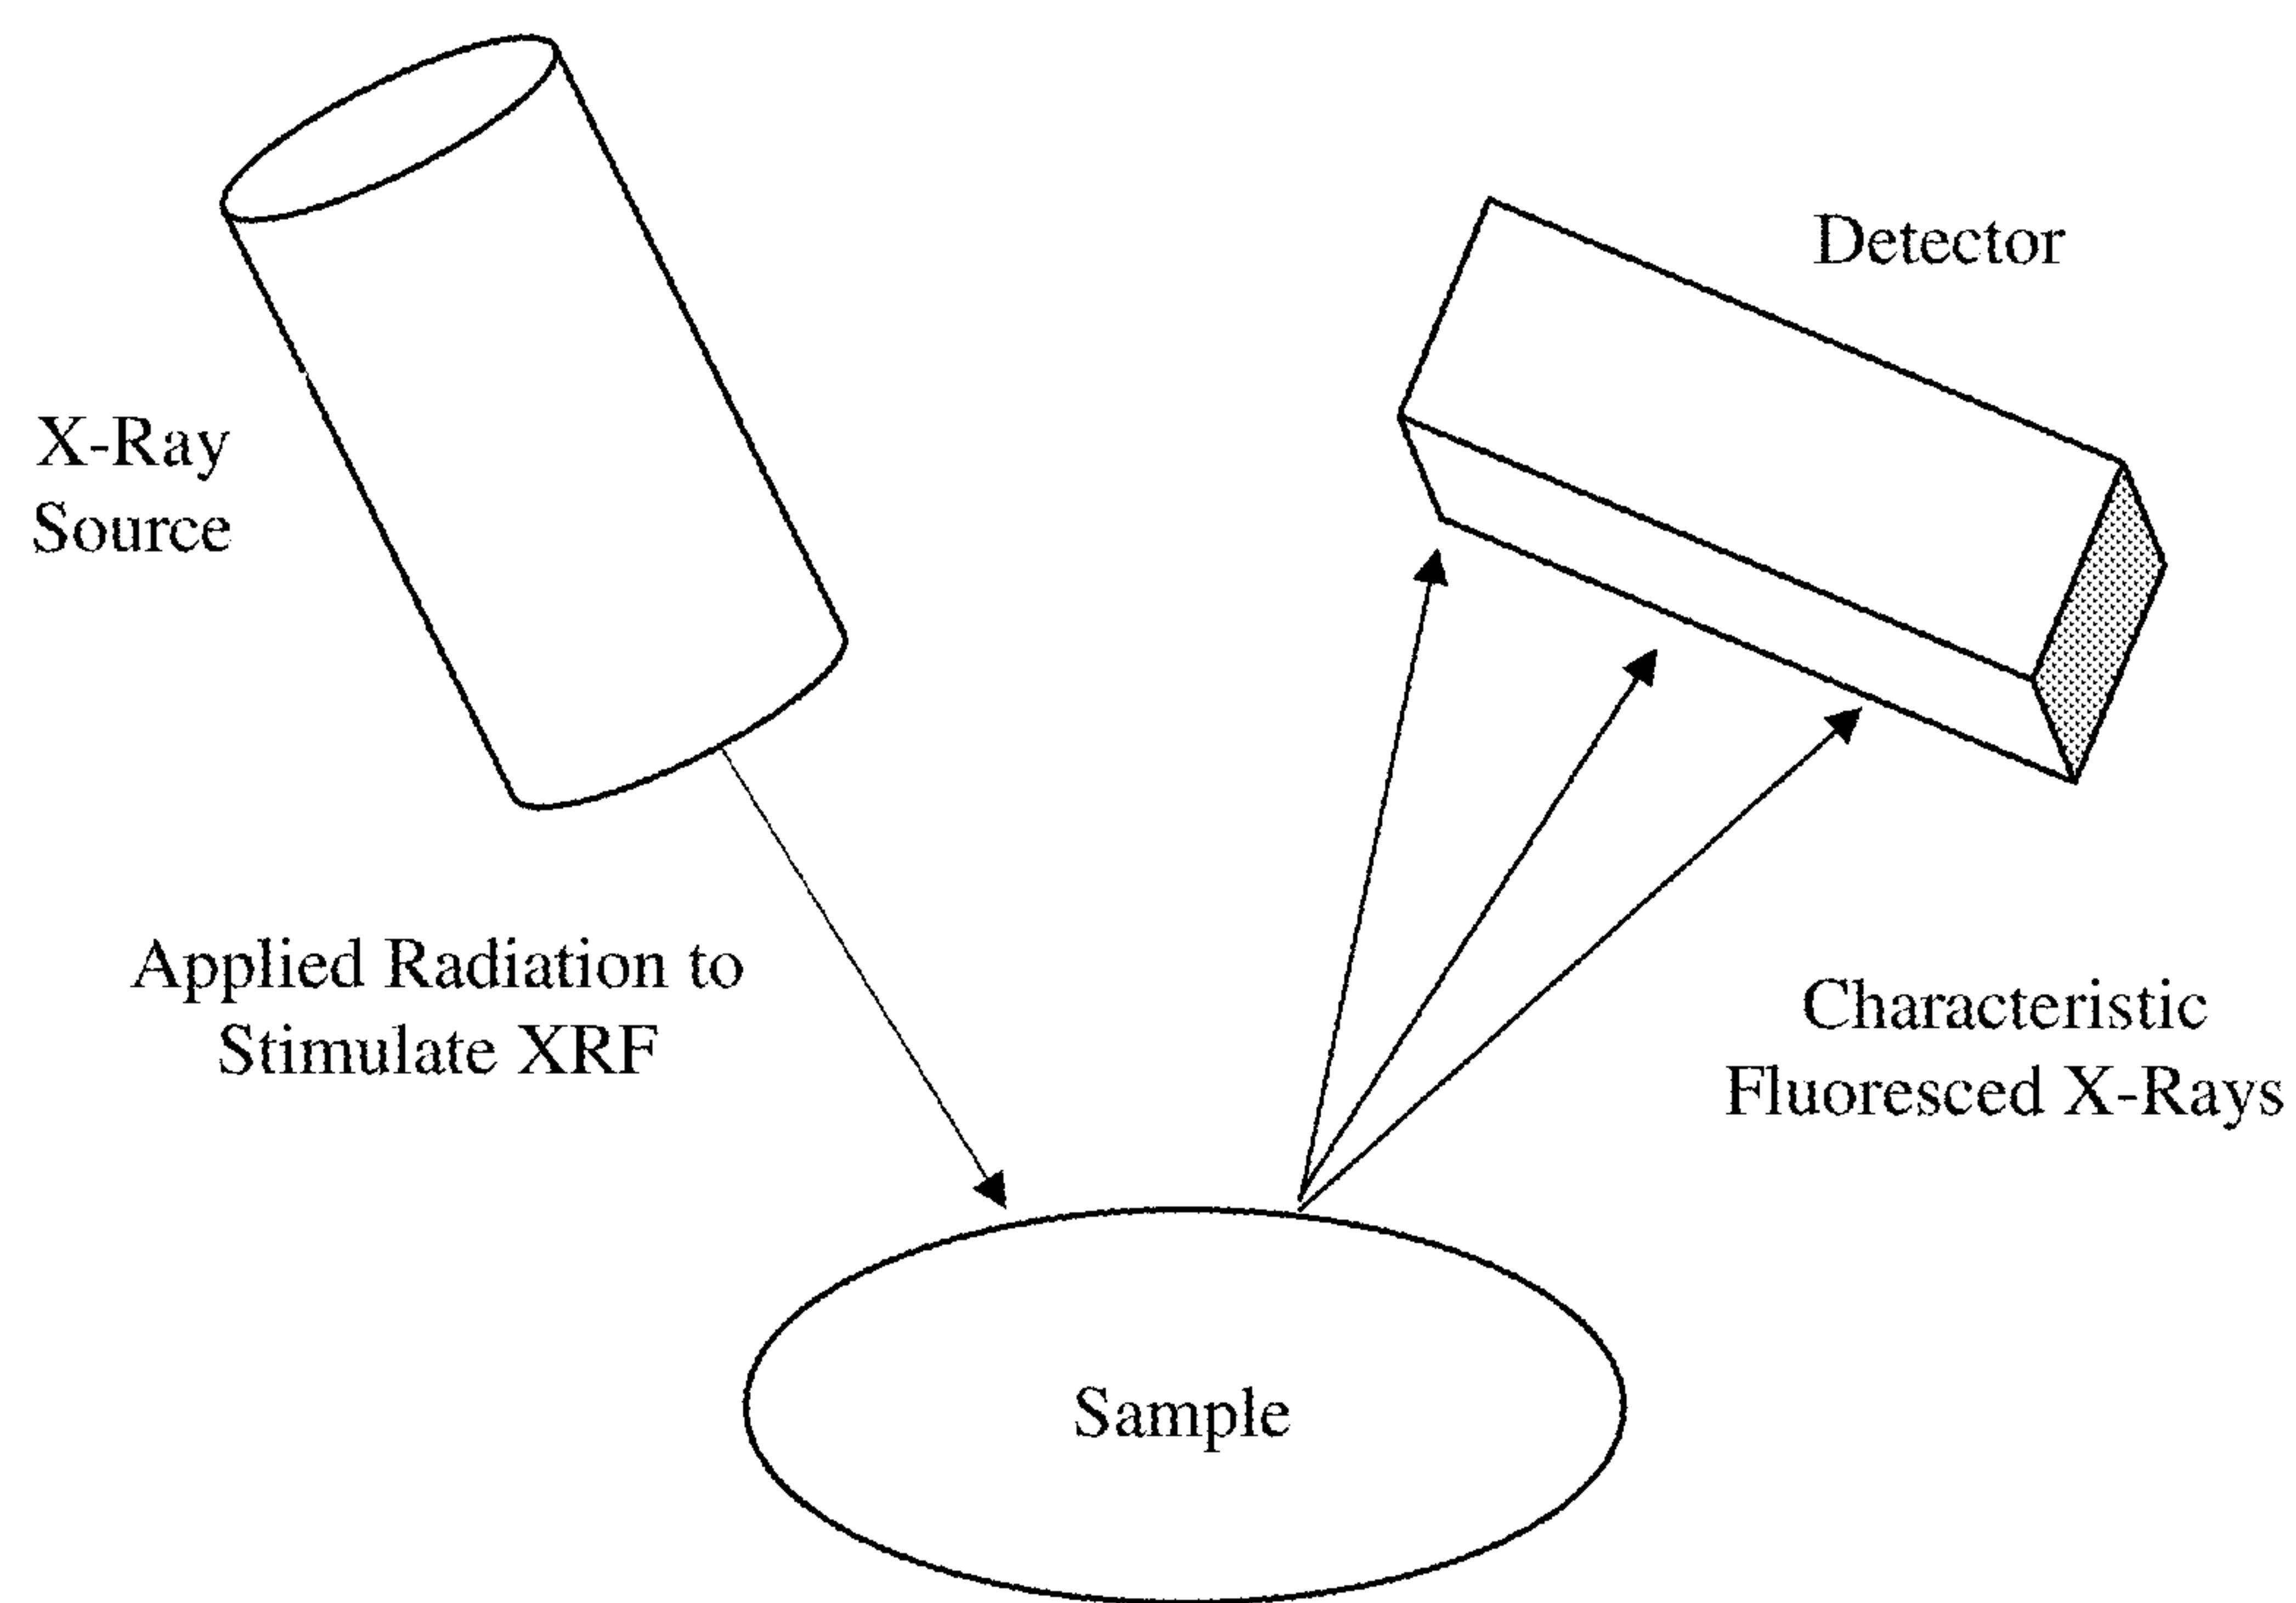 Detector
X-Ray
Source
Applied Radiation to
Stimulate XRF
Characteristic
Fluoresced X-Rays
Sample